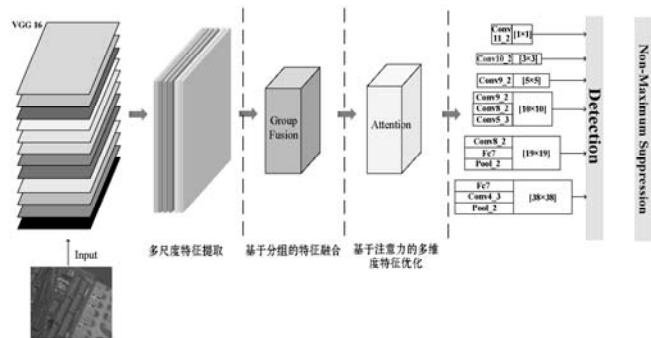 VGG 16
Input
多尺度特征提取
Group
Fusion
基于分组的特征融合
Attention
基于注意力的多维
度特征优化
Conv
11_2
[1×1]
Conv10_2 [3×3]
Conv9_2 [5×5]
Conv9_2
Conv8_2
Conv5_3
[10×10]
Conv8_2
Fc7
Pool_2
[19×19]
Fc7
Conv4_3
Pool_2
[38×38]
Detection
Non-Maximum Suppression